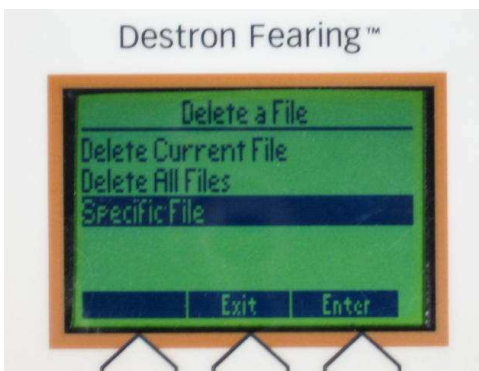 Destron Fearing™
Delete a File
Delete Current File
Delete All Files
Specific File
Exit Enter